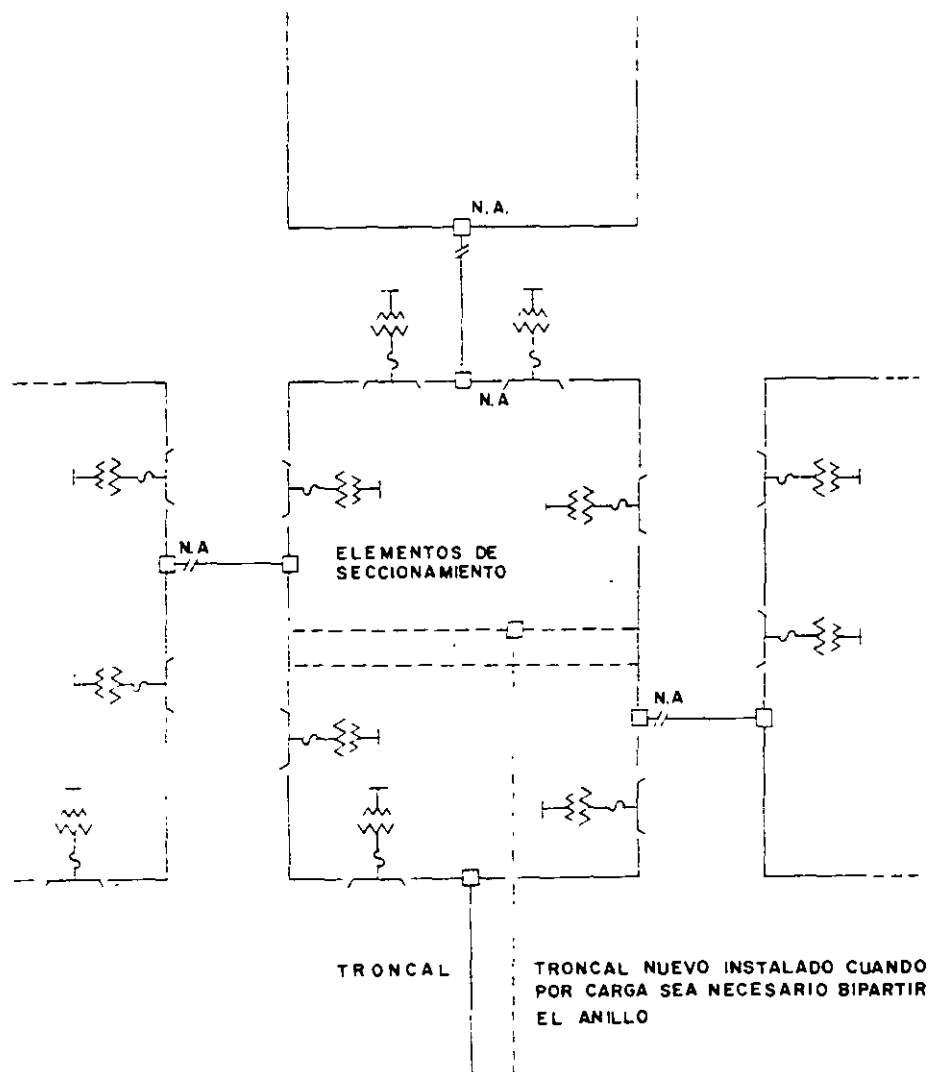 N.A.
N.A
N.A
ELEMENTOS DE
SECCIONAMIENTO
N.A
TRONCAL
TRONCAL NUEVO INSTALADO CUANDO
POR CARGA SEA NECESARIO BIPARTIR
EL ANILLO